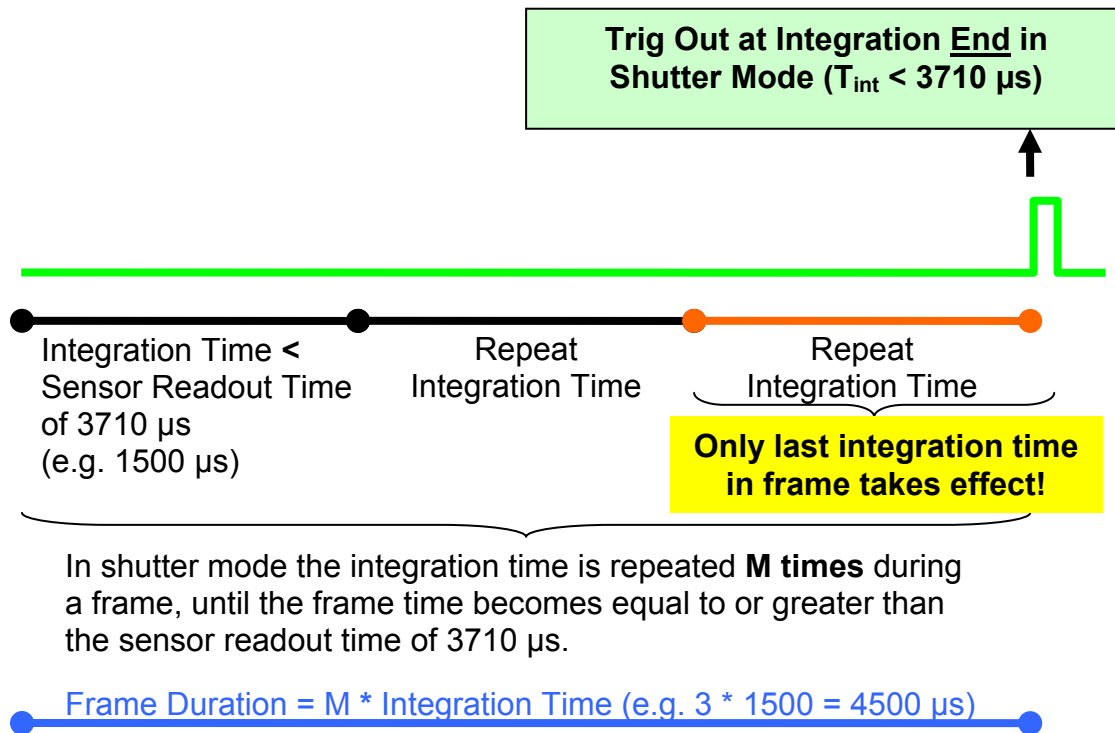 Trig Out at Integration End in
Shutter Mode (Tint < 3710 µs)
Integration Time <
Sensor Readout Time
of 3710 µs
(e.g. 1500 µs)
Repeat
Integration Time
Repeat
Integration Time
Only last integration time
in frame takes effect!
In shutter mode the integration time is repeated M times during
a frame, until the frame time becomes equal to or greater than
the sensor readout time of 3710 µs.
Frame Duration = M * Integration Time (e.g. 3 * 1500 = 4500 µs)